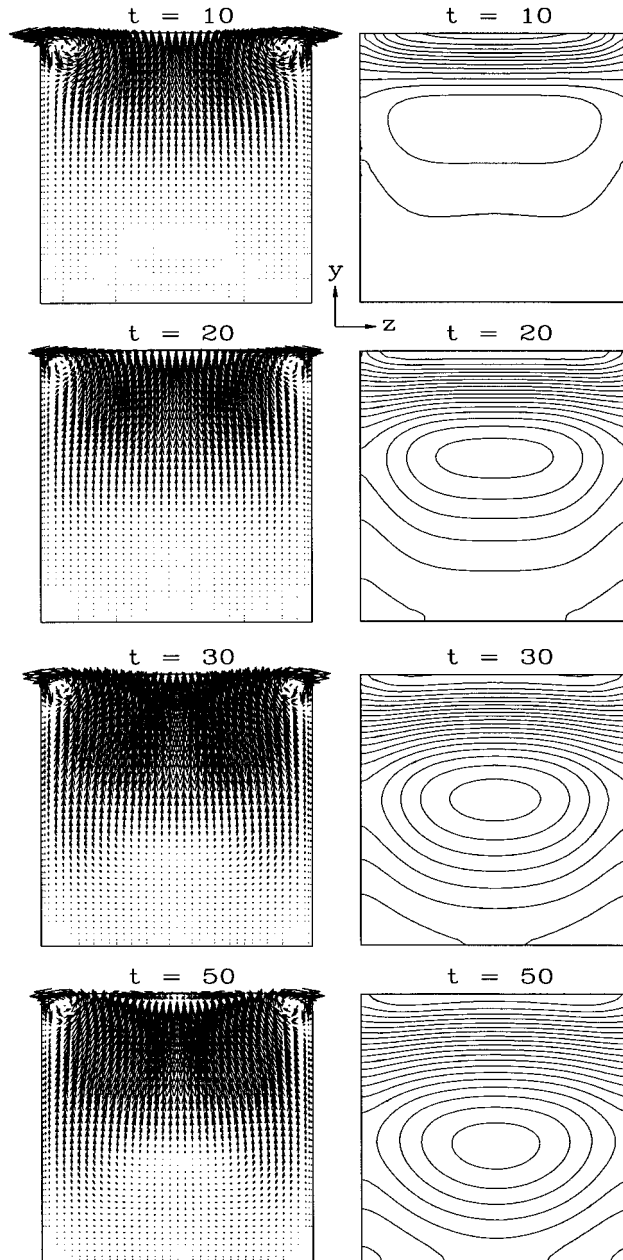 t = 10
t = 10
y
z
t = 20
t = 20
t = 30
t = 30
t = 50
t = 50